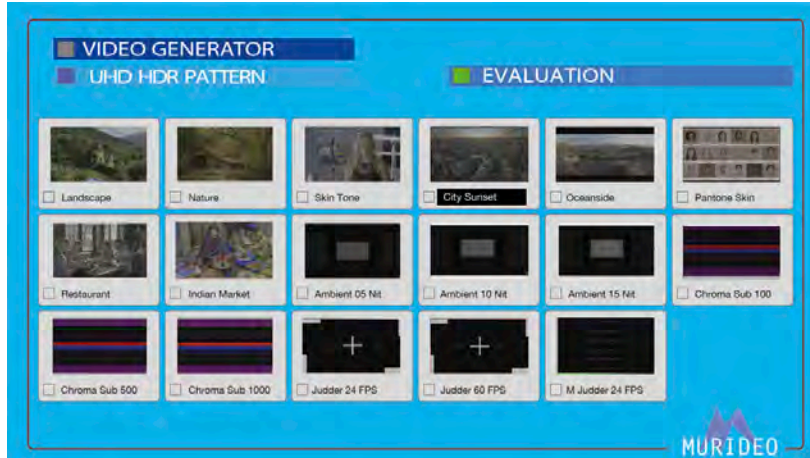 VIDEO GENERATOR
UHD HDR PATTERN
EVALUATION
Landscape
Nature
Skin Tone
City Sunset
Oceanside
Pantone Skin
Restaurant
Indian Market
Ambient 05 Nit
Ambient 10 Nit
Ambient 15 Nit
Chroma Sub 100
Chroma Sub 500
Chroma Sub 1000
Judder 24 FPS
Judder 60 FPS
M Judder 24 FPS
MURIDEO